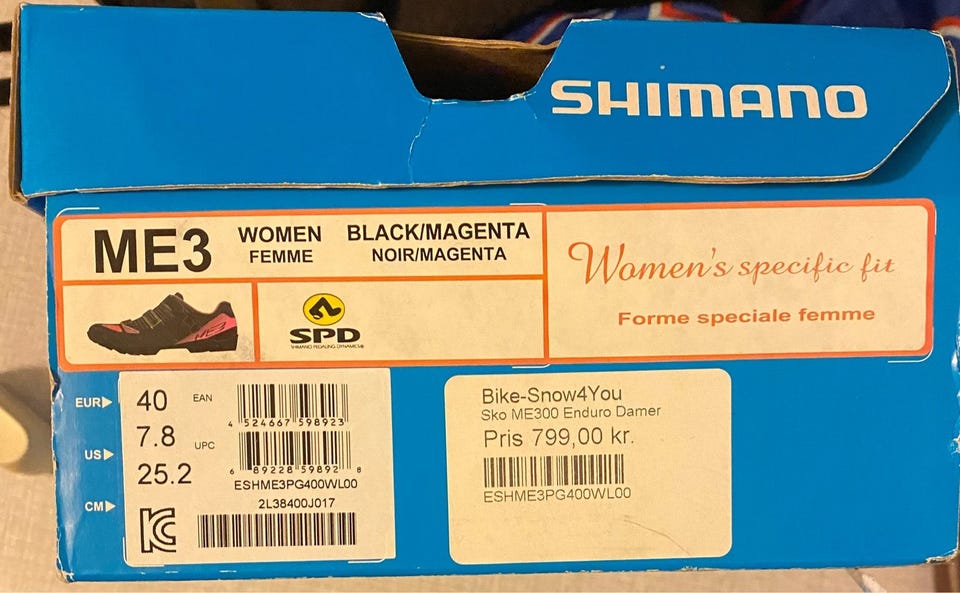 SHIMANO
ME3
WOMEN
FEMME
BLACK/MAGENTA
NOIR/MAGENTA
Women's specific fit
Forme speciale femme
ME3
SPD
SHIMANO PEDALING DYNAMICS
EUR 40
US 7.8
CM 25.2
EAN
4 524667 598923
UPC
6 89228 59892 8
ESHME3PG400WL00
2L38400J017
Bike-Snow4You
Sko ME300 Enduro Damer
Pris 799,00 kr.
ESHME3PG400WL00